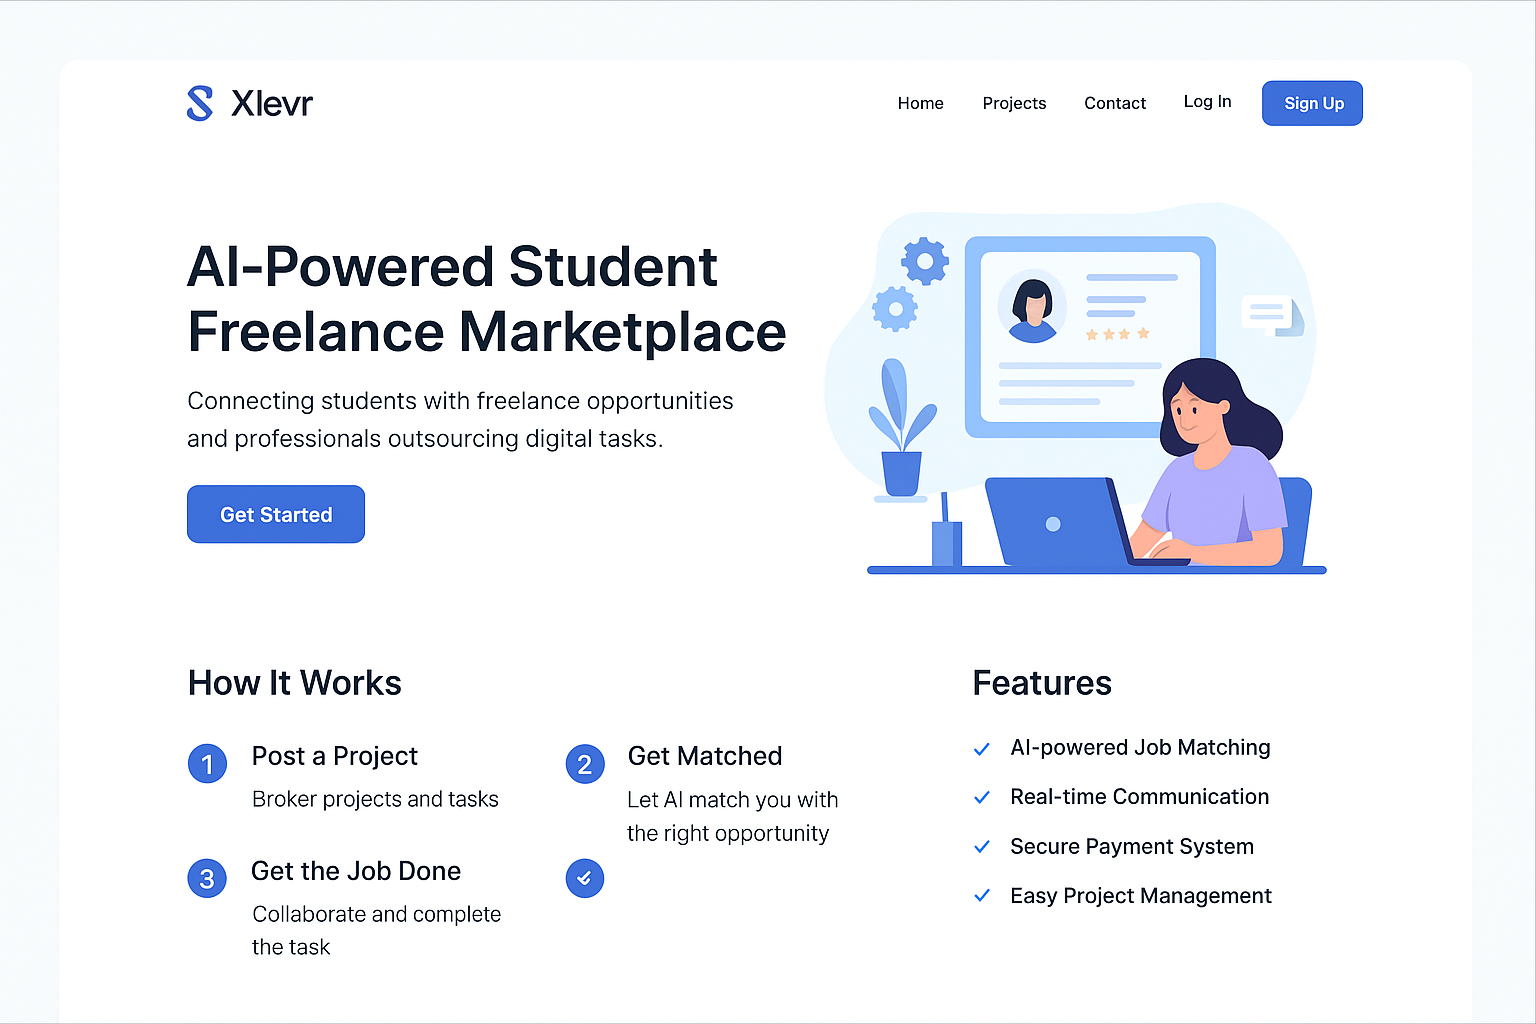 Xlevr
Home
Projects
Contact
Log In
Sign Up
AI-Powered Student
Freelance Marketplace
Connecting students with freelance opportunities
and professionals outsourcing digital tasks.
Get Started
How It Works
1
Post a Project
Broker projects and tasks
2
Get Matched
Let AI match you with
the right opportunity
3
Get the Job Done
Collaborate and complete
the task
Features
AI-powered Job Matching
Real-time Communication
Secure Payment System
Easy Project Management